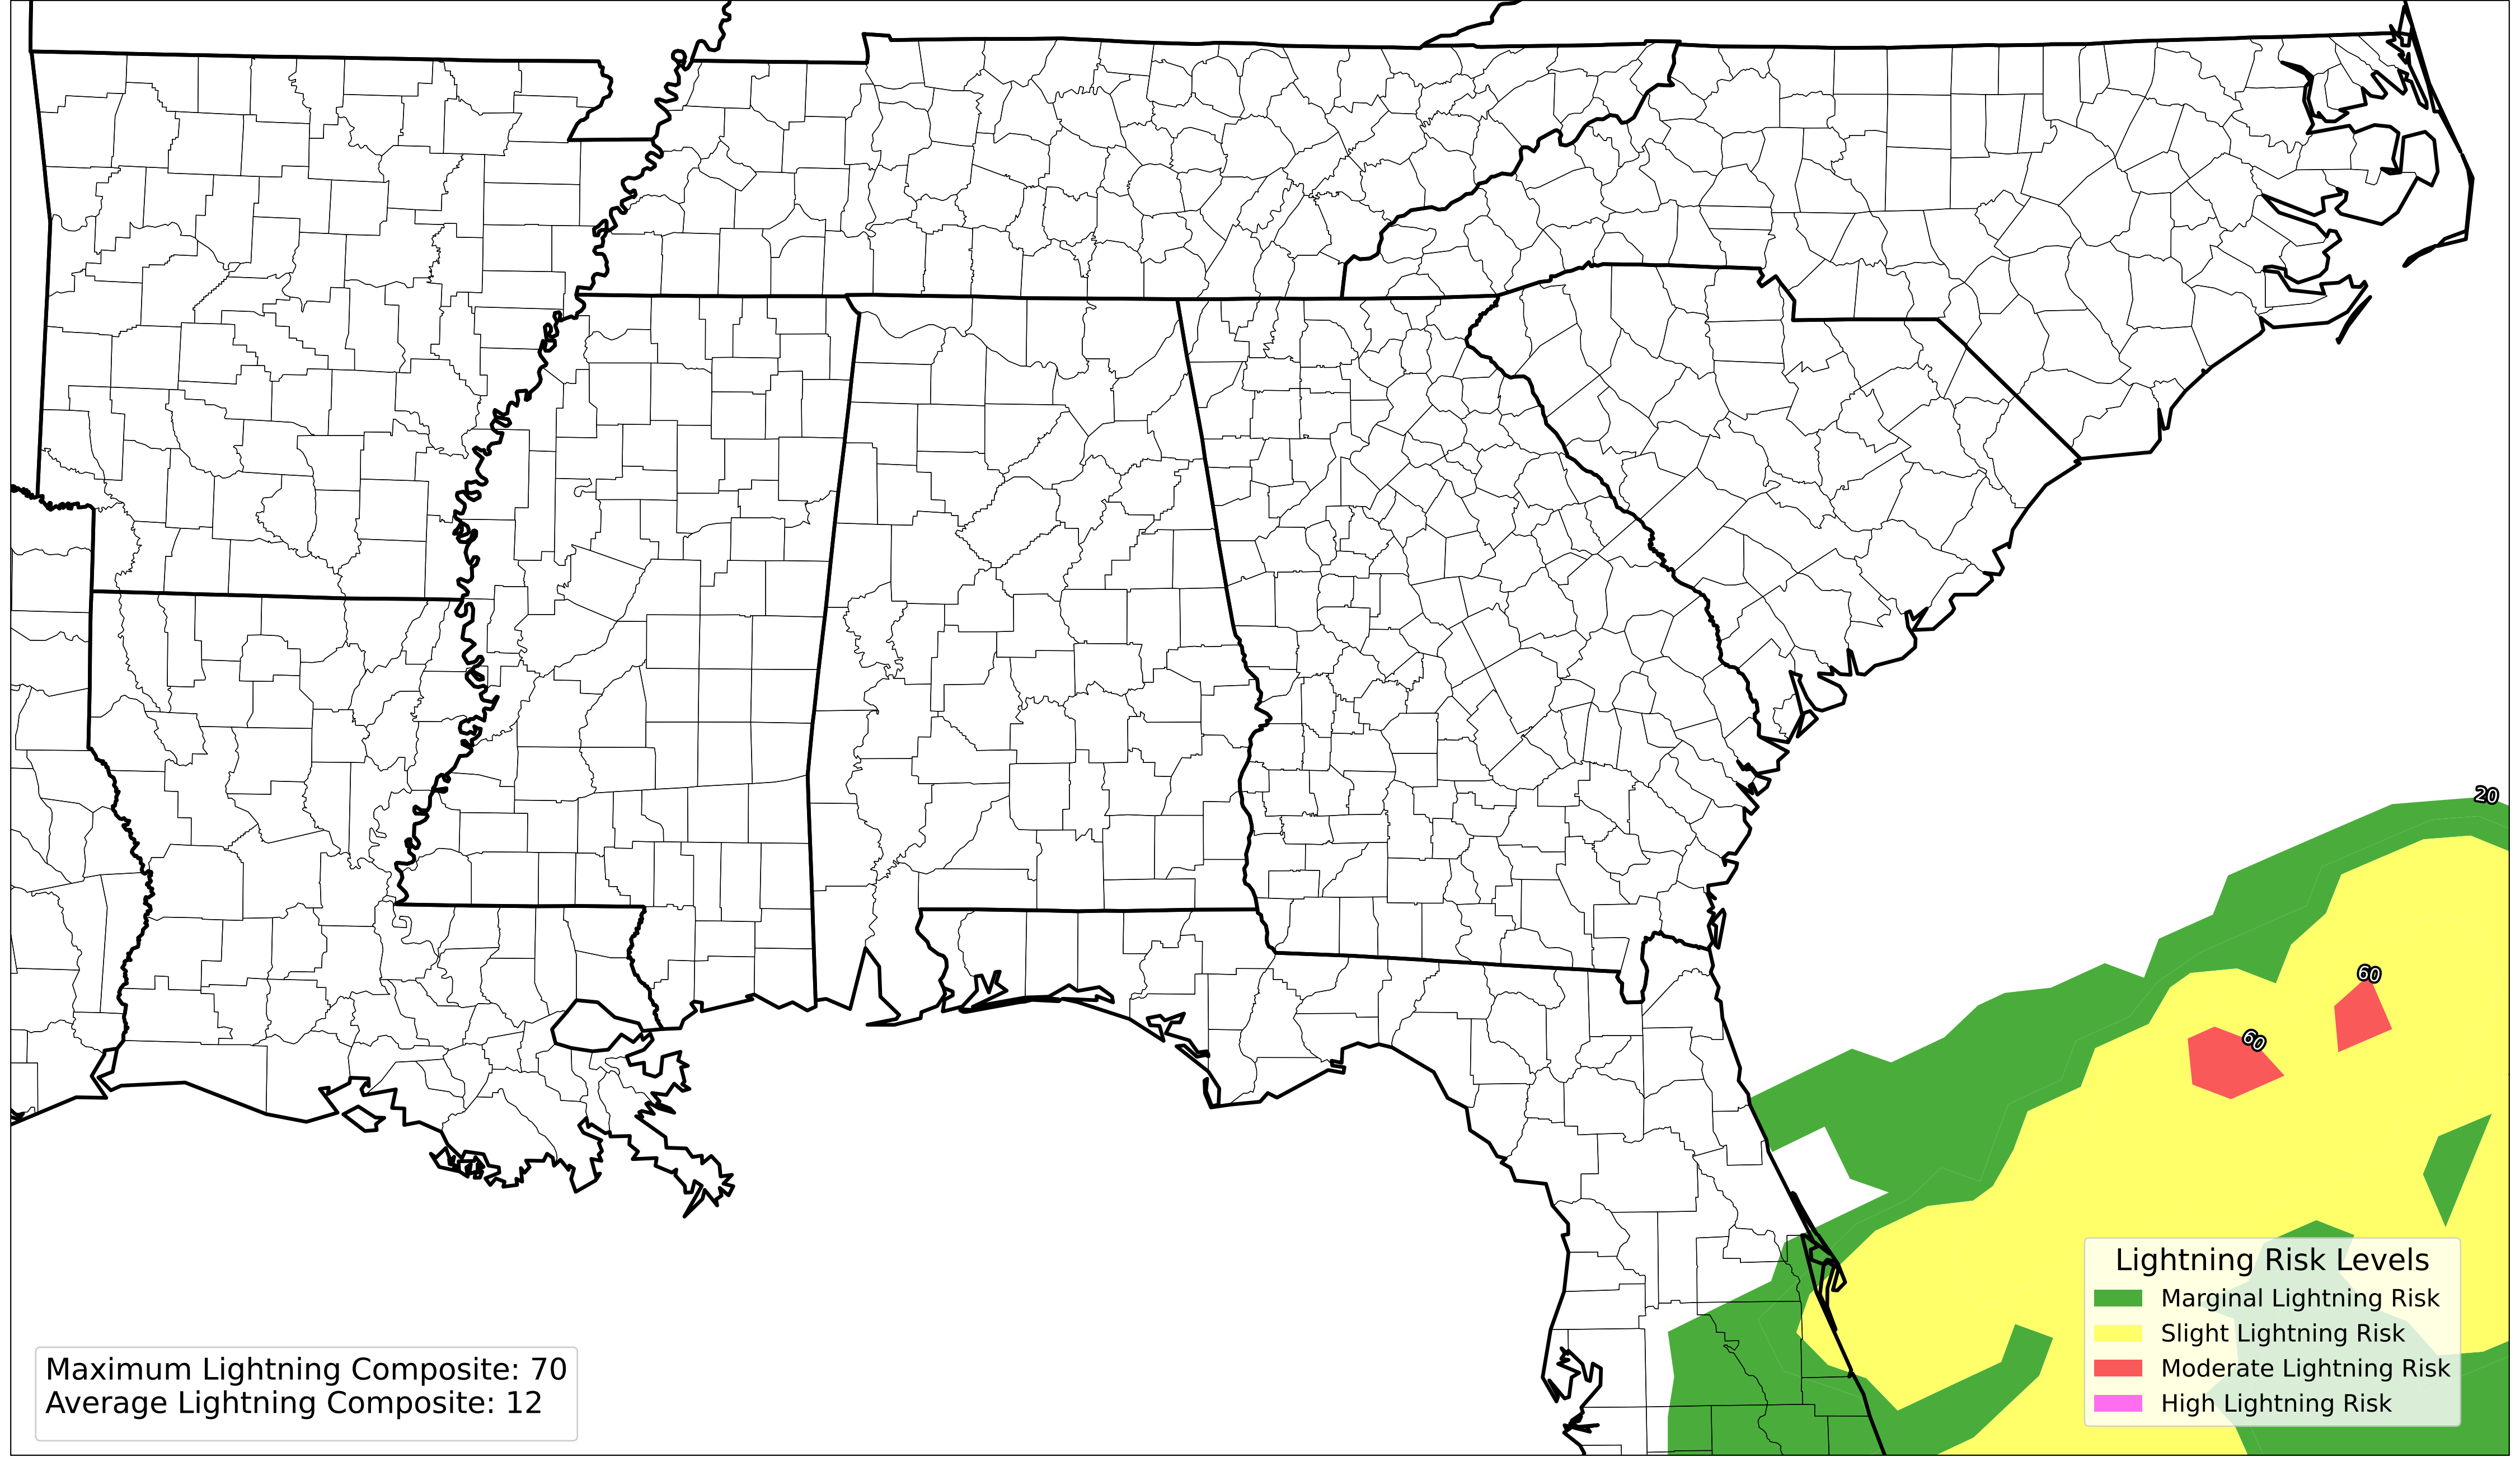 20
60
60
Lightning Risk Levels
Marginal Lightning Risk
Slight Lightning Risk
Moderate Lightning Risk
High Lightning Risk
Maximum Lightning Composite: 70
Average Lightning Composite: 12